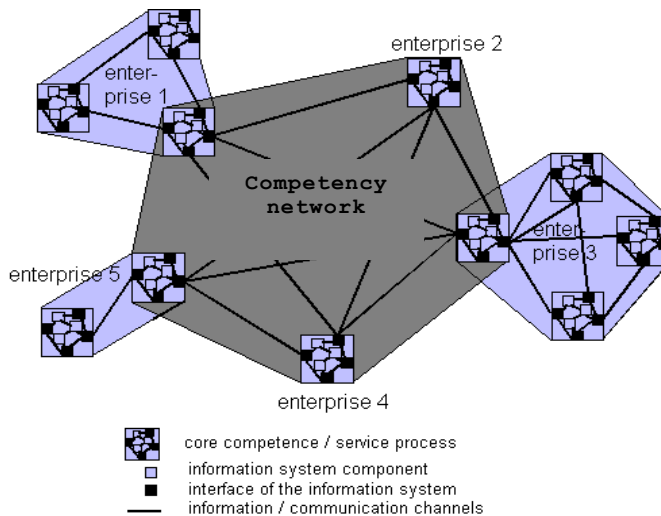 enterprise 2
enter-
prise 1
Competency
network
enter-
prise 3
enterprise 5
enterprise 4
core competence / service process
information system component
interface of the information system
information / communication channels